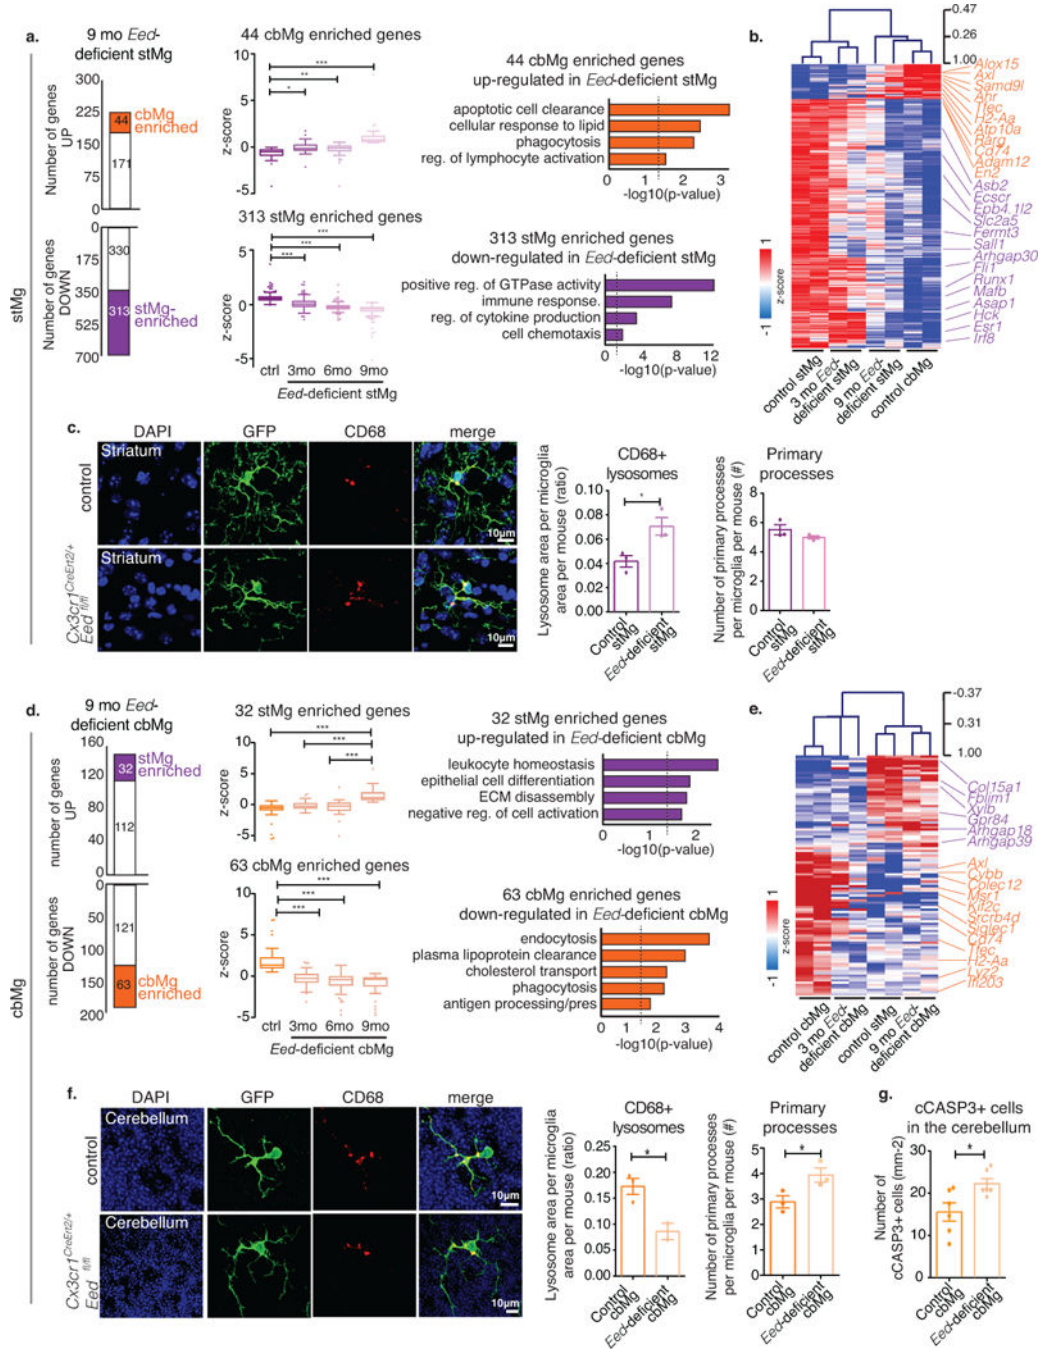 a.
9 mo Eed-
deficient stMg
300
225
150
75
0
Number of genes
UP
44
cbMg
enriched
171
0
175
350
525
700
Number of genes
DOWN
330
313
stMg-
enriched
stMg
44 cbMg enriched genes
5
0
-5
z-score
***
**
*
313 stMg enriched genes
5
0
-5
z-score
***
***
***
ctrl 3mo 6mo 9mo
Eed-deficient stMg
44 cbMg enriched genes
up-regulated in Eed-deficient stMg
apoptotic cell clearance
cellular response to lipid
phagocytosis
reg. of lymphocyte activation
0 1 2 3
-log10(p-value)
313 stMg enriched genes
down-regulated in Eed-deficient stMg
positive reg. of GTPase activity
immune response.
reg. of cytokine production
cell chemotaxis
0 4 8 12
-log10(p-value)
b.
-0.47
0.26
1.00
Alox15
Axl
Samd9l
Ahr
Tfec
H2-Aa
Atp10a
Rarg
Cd74
Adam12
En2
Asb2
Ecscr
Epb4.1l2
Slc2a5
Fermt3
Sall1
Arhgap30
Fli1
Runx1
Mafb
Asap1
Hck
Esr1
Irf8
1
z-score
-1
control stMg
3 mo Eed-
deficient stMg
9 mo Eed-
deficient stMg
control cbMg
c.
DAPI GFP CD68 merge
Striatum
control
10μm
Striatum
Cx3cr1CreErt2/+
Eed fl/fl
10μm
CD68+
lysosomes
Lysosome area per microglia
area per mouse (ratio)
0.10
0.08
0.06
0.04
0.02
0.00
*
Control
stMg
Eed-deficient
stMg
Primary
processes
Number of primary processes
per microglia per mouse (#)
8
6
4
2
0
Control
stMg
Eed-deficient
stMg
d.
9 mo Eed-
deficient cbMg
160
120
80
40
0
number of genes
UP
32
stMg
enriched
112
0
50
100
150
200
number of genes
DOWN
121
63
cbMg
enriched
cbMg
32 stMg enriched genes
10
5
0
-5
z-score
***
***
***
63 cbMg enriched genes
10
5
0
-5
z-score
***
***
***
ctrl 3mo 6mo 9mo
Eed-deficient cbMg
32 stMg enriched genes
up-regulated in Eed-deficient cbMg
leukocyte homeostasis
epithelial cell differentiation
ECM disassembly
negative reg. of cell activation
0 1 2
-log10(p-value)
63 cbMg enriched genes
down-regulated in Eed-deficient cbMg
endocytosis
plasma lipoprotein clearance
cholesterol transport
phagocytosis
antigen processing/pres
0 1 2 3 4
-log10(p-value)
e.
-0.37
0.31
1.00
Col15a1
Fblim1
Xylb
Gpr84
Arhgap18
Arhgap39
Axl
Cybb
Colec12
Msr1
Kif2c
Srcrb4d
Siglec1
Cd74
Tfec
H2-Aa
Lyz2
Ifi203
1
z-score
-1
control cbMg
3 mo Eed-
deficient cbMg
control stMg
9 mo Eed-
deficient cbMg
f.
DAPI GFP CD68 merge
Cerebellum
control
10μm
Cerebellum
Cx3cr1CreErt2/+
Eed fl/fl
10μm
CD68+
lysosomes
Lysosome area per microglia
area per mouse (ratio)
0.25
0.20
0.15
0.10
0.05
0.00
*
Control
cbMg
Eed-deficient
cbMg
Primary
processes
Number of primary processes
per microglia per mouse (#)
5
4
3
2
1
0
*
Control
cbMg
Eed-deficient
cbMg
g.
cCASP3+ cells
in the cerebellum
Number of
cCASP3+ cells (mm-2)
30
20
10
0
*
Control
cbMg
Eed-deficient
cbMg